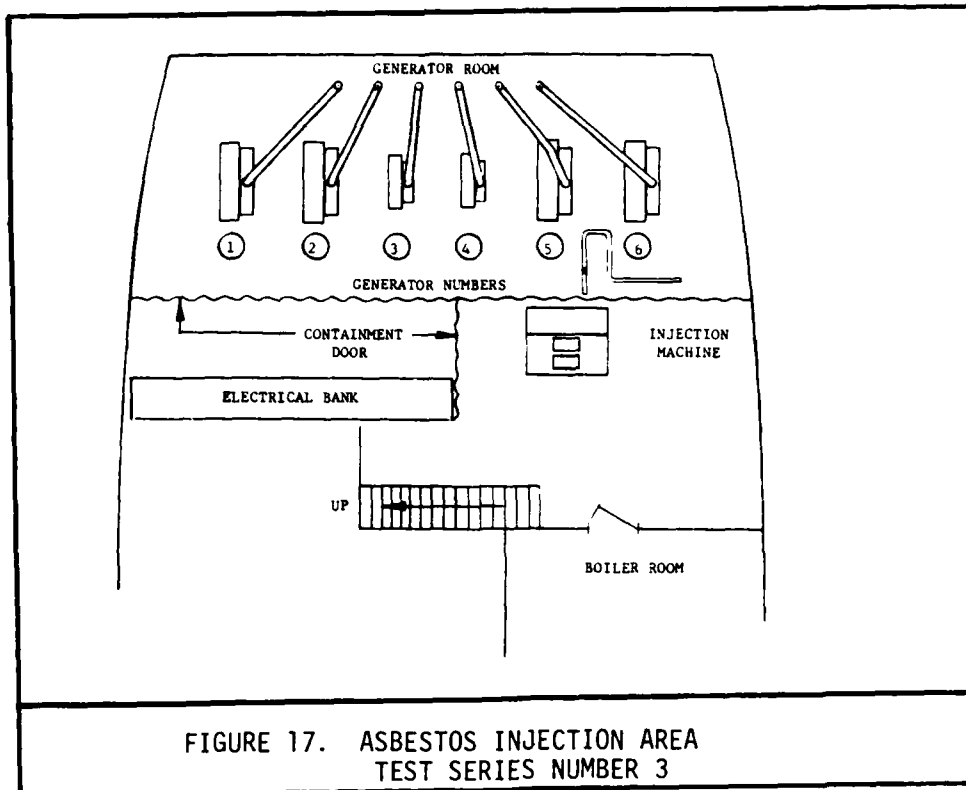 GENERATOR ROOM
1 2 3 4 5 6
GENERATOR NUMBERS
CONTAINMENT
DOOR
INJECTION
MACHINE
ELECTRICAL BANK
UP
BOILER ROOM
FIGURE 17. ASBESTOS INJECTION AREA
TEST SERIES NUMBER 3